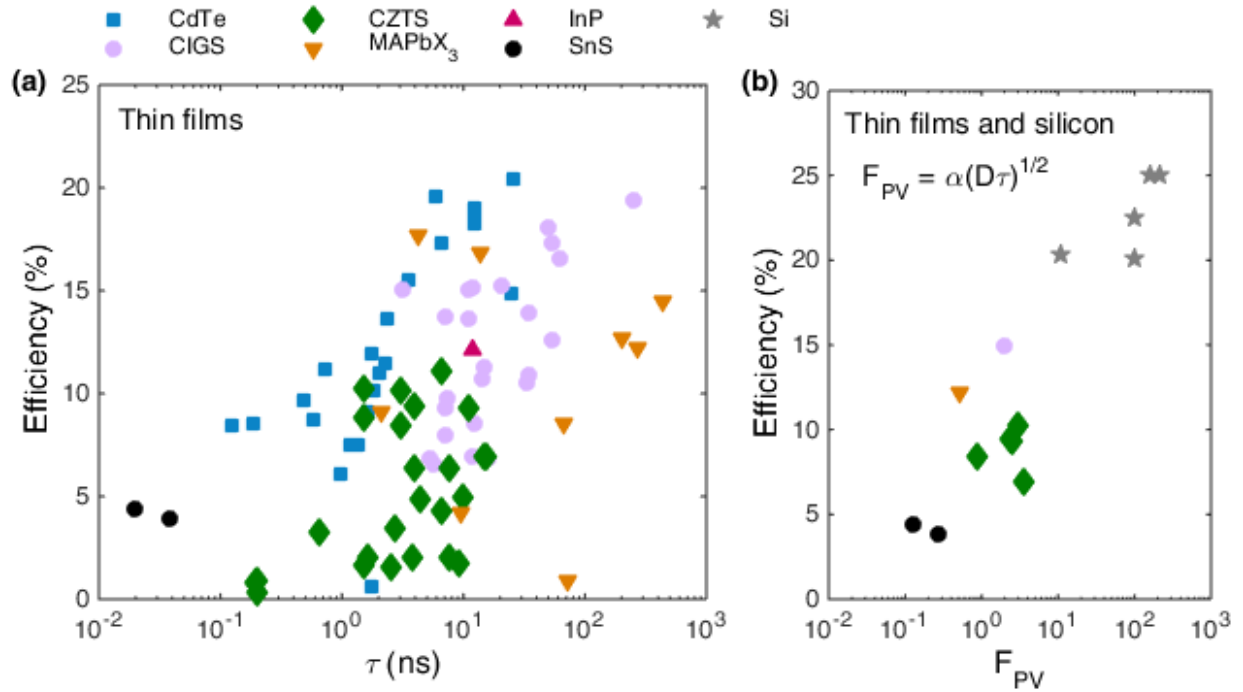 CdTe CZTS InP Si
CIGS MAPbX₃ SnS
(a) (b)
25
20
15
10
5
0
Efficiency (%)
Thin films
10⁻² 10⁻¹ 10⁰ 10¹ 10² 10³
τ (ns)
30
25
20
15
10
5
0
Efficiency (%)
Thin films and silicon
F_PV = α(Dτ)^1/2
10⁻² 10⁻¹ 10⁰ 10¹ 10² 10³
F_PV